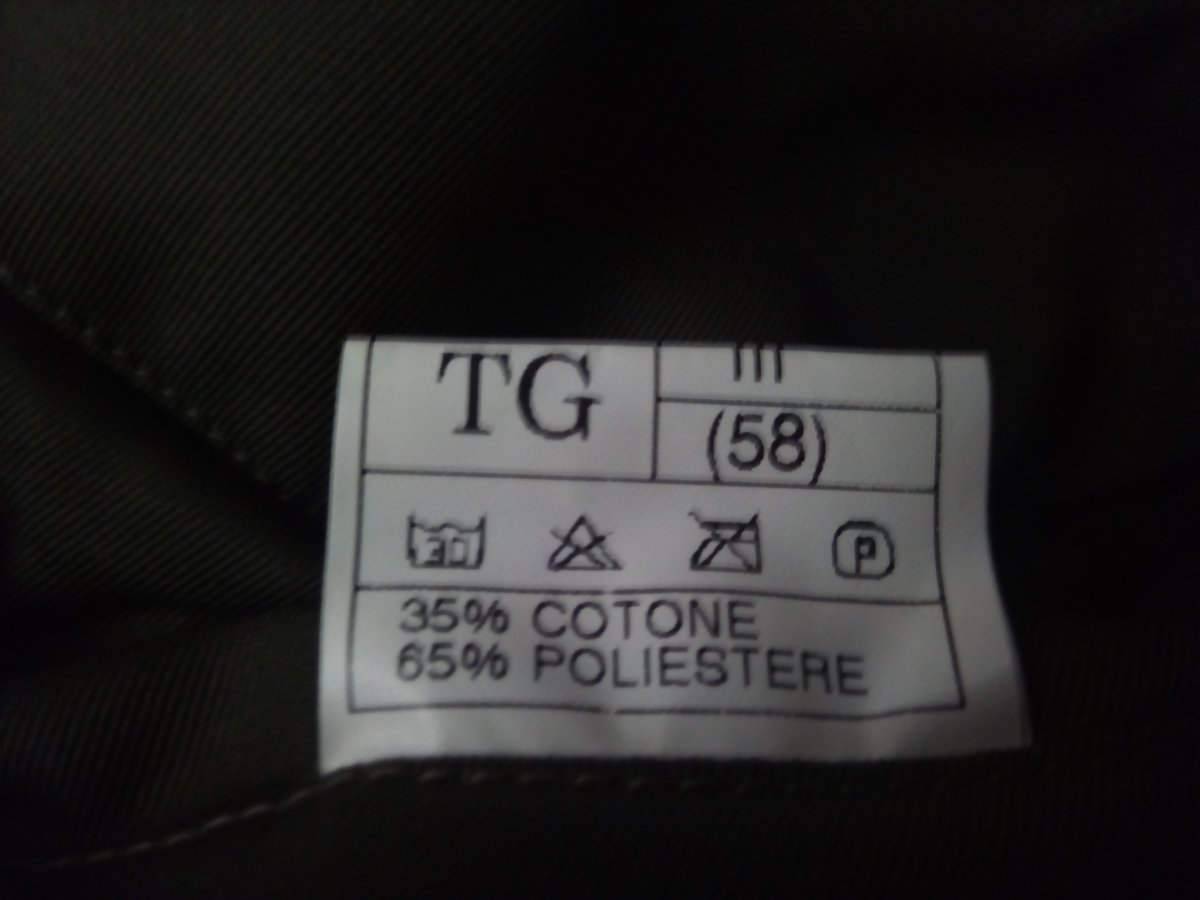 TG
III
(58)
P
35% COTONE
65% POLIESTERE